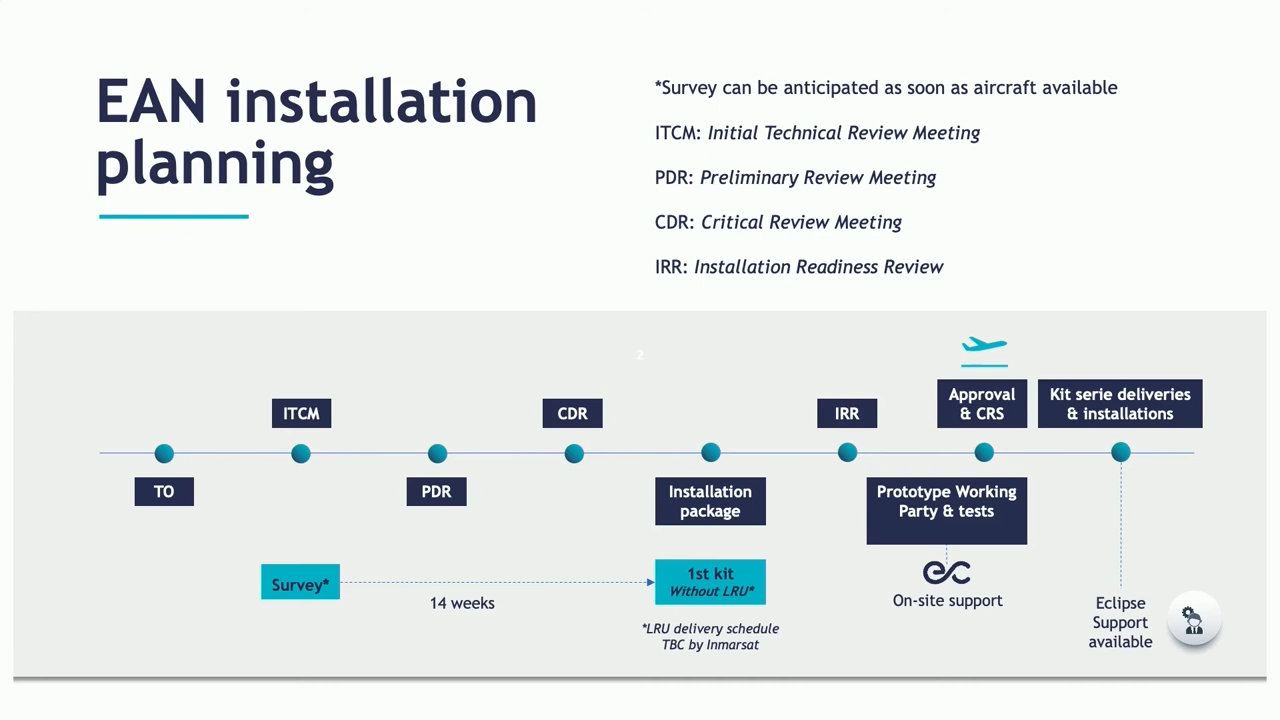 EAN installation
planning
*Survey can be anticipated as soon as aircraft available
ITCM: Initial Technical Review Meeting
PDR: Preliminary Review Meeting
CDR: Critical Review Meeting
IRR: Installation Readiness Review
2
ITCM
CDR
IRR
Approval
& CRS
Kit serie deliveries
& installations
TO
PDR
Installation
package
Prototype Working
Party & tests
Survey*
14 weeks
1st kit
Without LRU*
*LRU delivery schedule
TBC by Inmarsat
ec
On-site support
Eclipse
Support
available